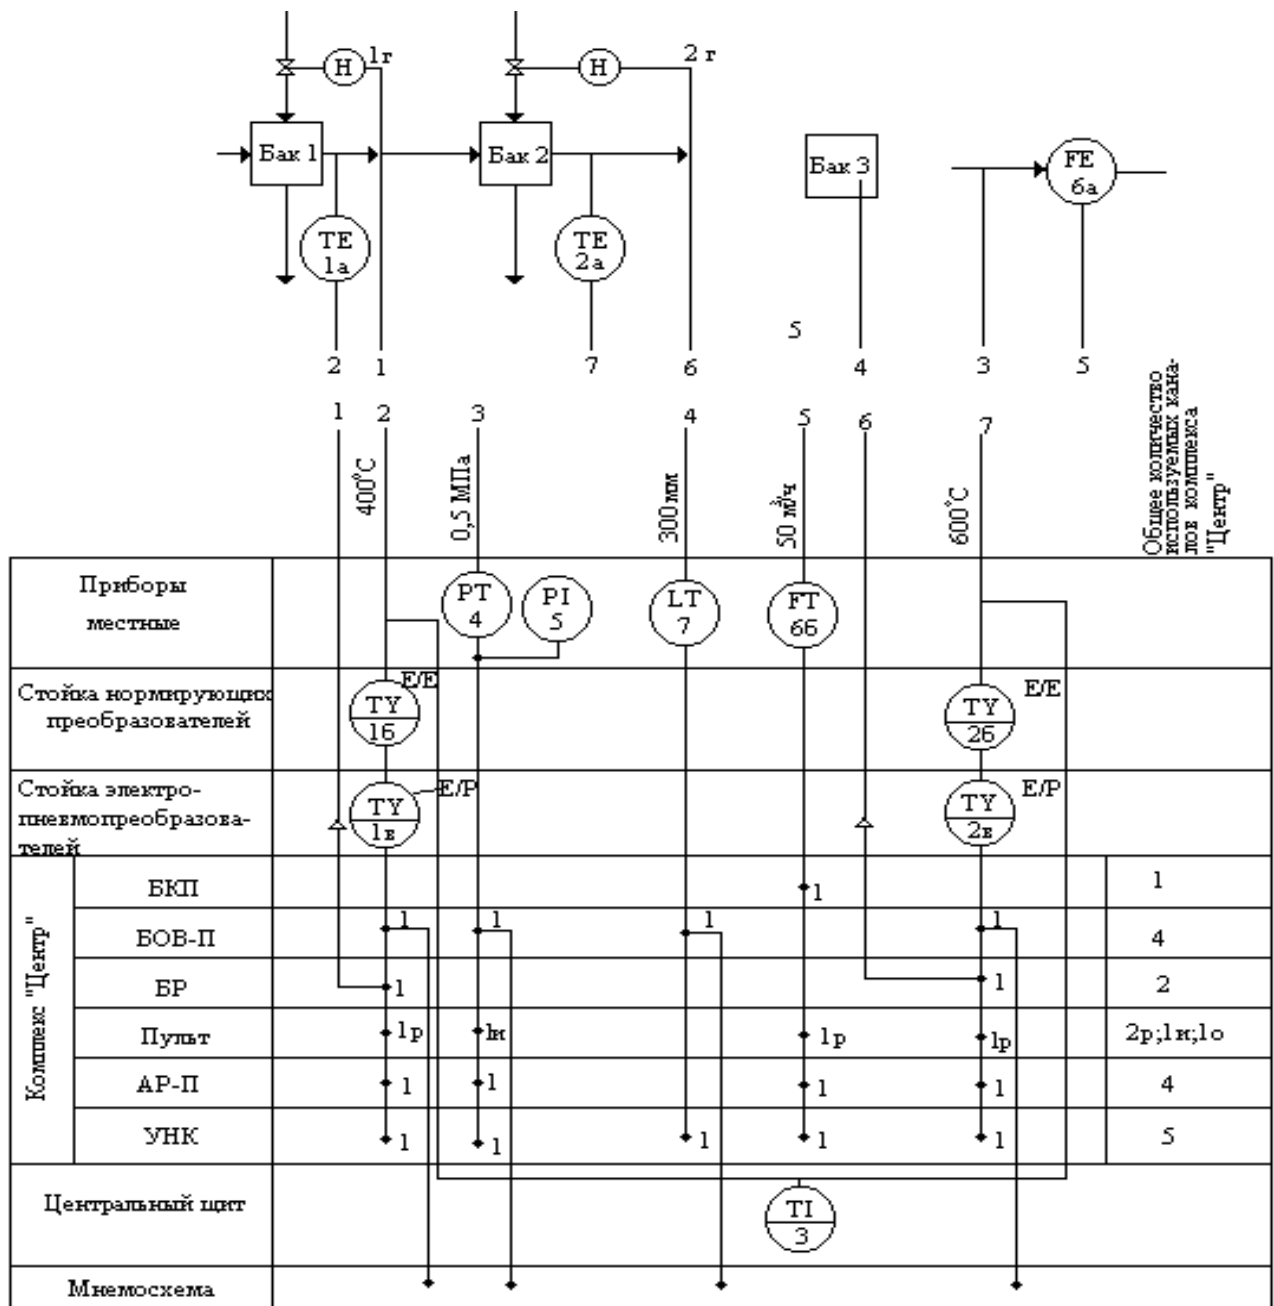 Н 1г
Н 2 г
Бак 1
Бак 2
Бак 3
FE
6а
TE
1а
TE
2а
5
2 1 7 6 4 3 5
1 2 3 4 5 6 7
400°С
0,5 МПа
300мм
50 м³/ч
600°С
Общее количество
используемых кана-
лов комплекса
"Центр"
Приборы
местные
PT
4
PI
5
LT
7
FT
6б
Стойка нормирующих
преобразователей
TY
1б
E/E
TY
2б
E/E
Стойка электро-
пневмопреобразова-
телей
TY
1в
E/P
TY
2в
E/P
Комплекс "Центр"
БКП 1 1
БОВ-П 1 1 1 1 4
БР 1 1 2
Пульт 1р 1и 1р 1р 2р;1и;1о
АР-П 1 1 1 1 4
УНК 1 1 1 1 1 5
Центральный щит
TI
3
Мнемосхема